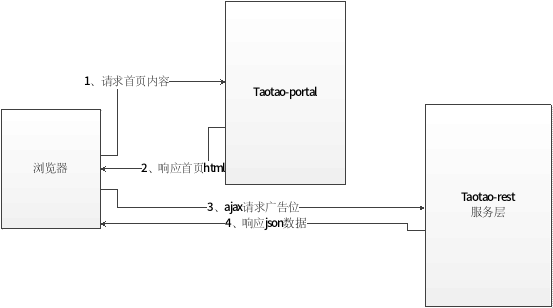 1、请求首页内容
Taotao-portal
浏览器
2、响应首页html
Taotao-rest
服务层
3、ajax请求广告位
4、响应json数据